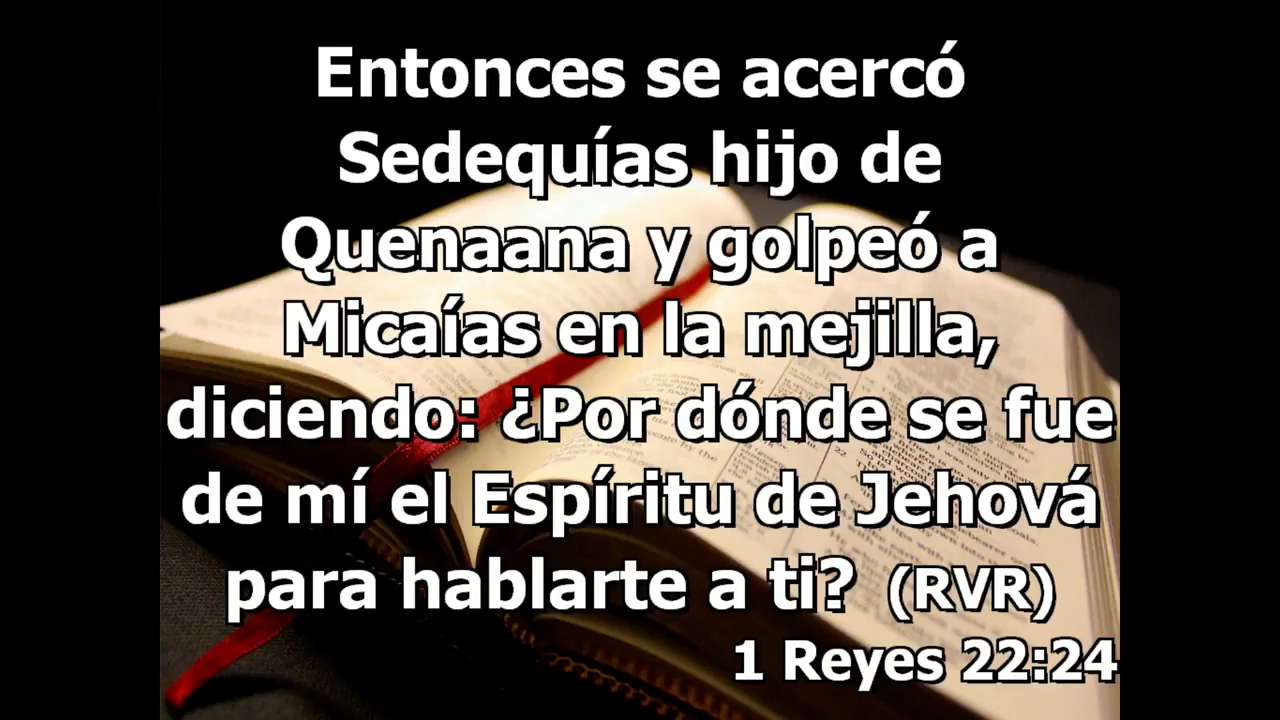 Entonces se acercó
Sedequías hijo de
Quenaana y golpeó a
Micaías en la mejilla,
diciendo: ¿Por dónde se fue
de mí el Espíritu de Jehová
para hablarte a ti? (RVR)
1 Reyes 22:24